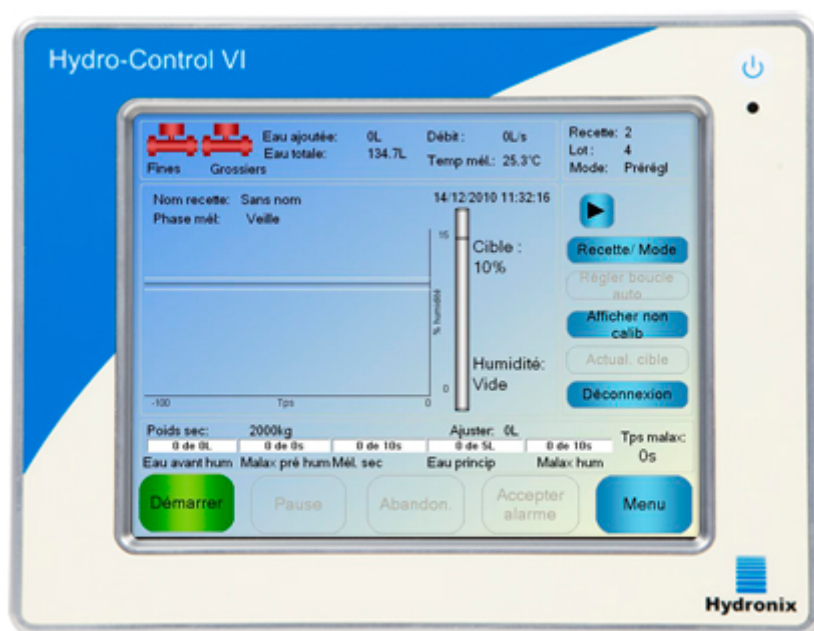 Hydro-Control VI
Eau ajoutée: 0L Débit: 0L/s Recette: 2
Eau totale: 134.7L Temp mél.: 25.3°C Lot: 4
Fines Grossiers Mode: Prérégl
Nom recette: Sans nom 14/12/2010 11:32:16
Phase mél: Veille
15
Cible :
10%
Recette/ Mode
Régler boucle
auto
% humidité
Afficher non
calib
Humidité:
Vide
Actual. cible
Déconnexion
-100 Tps 0 0
Poids sec: 2000kg Ajuster: 0L Tps malax:
0 de 0L 0 de 0s 0 de 10s 0 de 5L 0 de 10s 0s
Eau avant hum Malax pré hum Mél. sec Eau princip Malax hum
Démarrer Pause Abandon. Accepter
alarme Menu
Hydronix